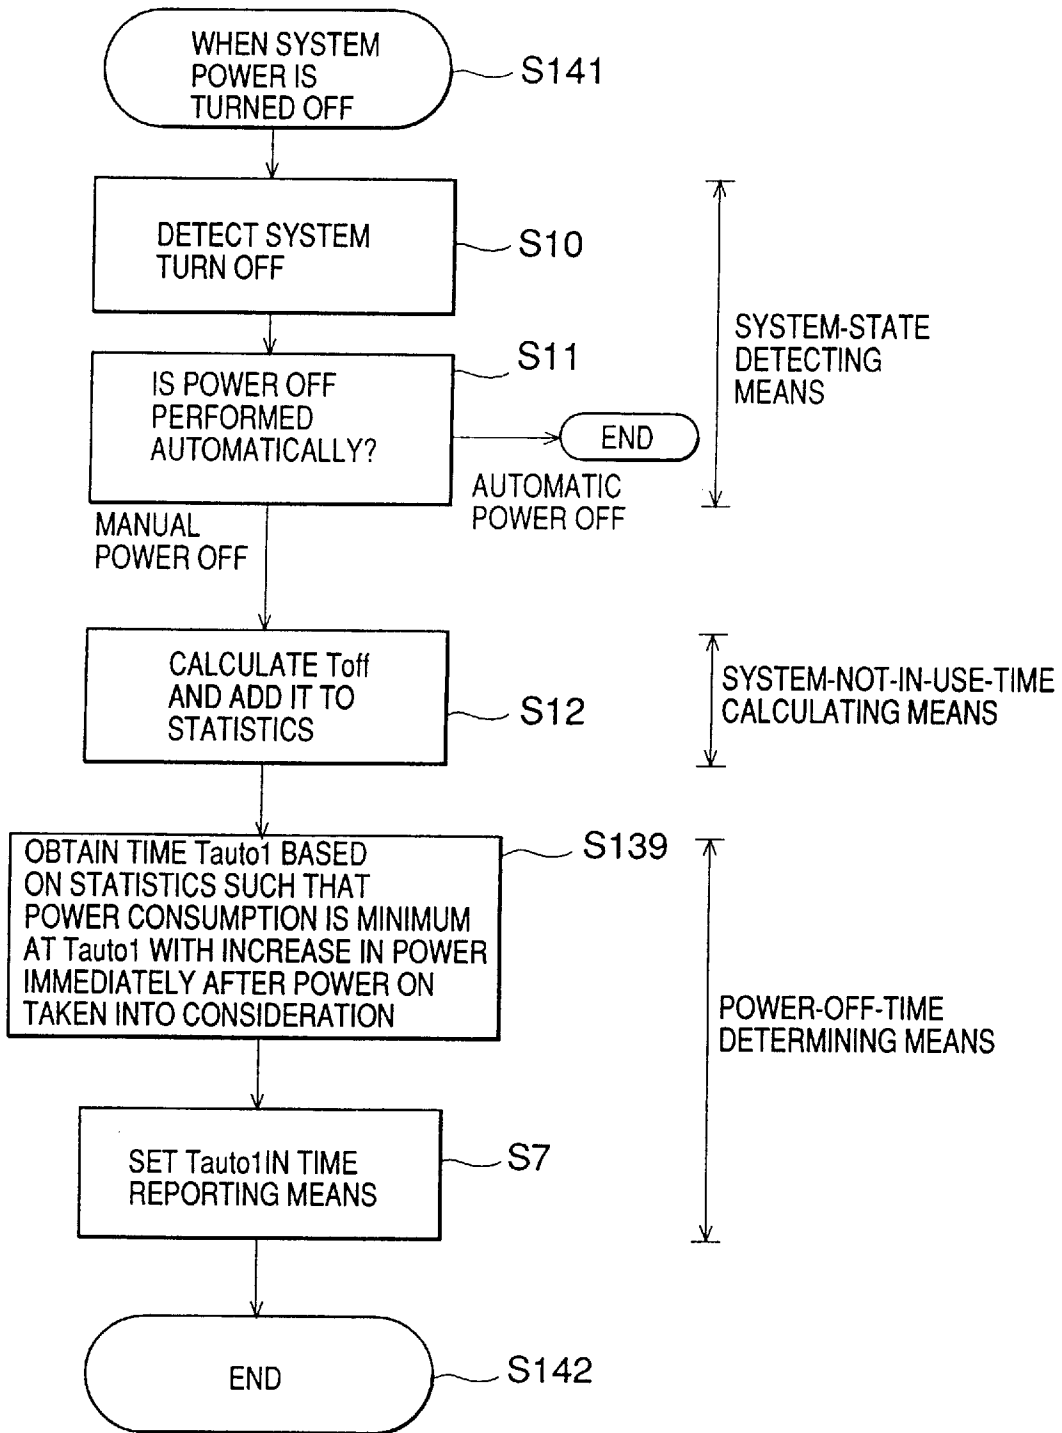 WHEN SYSTEM
POWER IS
TURNED OFF
S141
DETECT SYSTEM
TURN OFF
S10
IS POWER OFF
PERFORMED
AUTOMATICALLY?
S11
END
AUTOMATIC
POWER OFF
MANUAL
POWER OFF
SYSTEM-STATE
DETECTING
MEANS
CALCULATE Toff
AND ADD IT TO
STATISTICS
S12
SYSTEM-NOT-IN-USE-TIME
CALCULATING MEANS
OBTAIN TIME Tauto1 BASED
ON STATISTICS SUCH THAT
POWER CONSUMPTION IS MINIMUM
AT Tauto1 WITH INCREASE IN POWER
IMMEDIATELY AFTER POWER ON
TAKEN INTO CONSIDERATION
S139
POWER-OFF-TIME
DETERMINING MEANS
SET Tauto1IN TIME
REPORTING MEANS
S7
END
S142